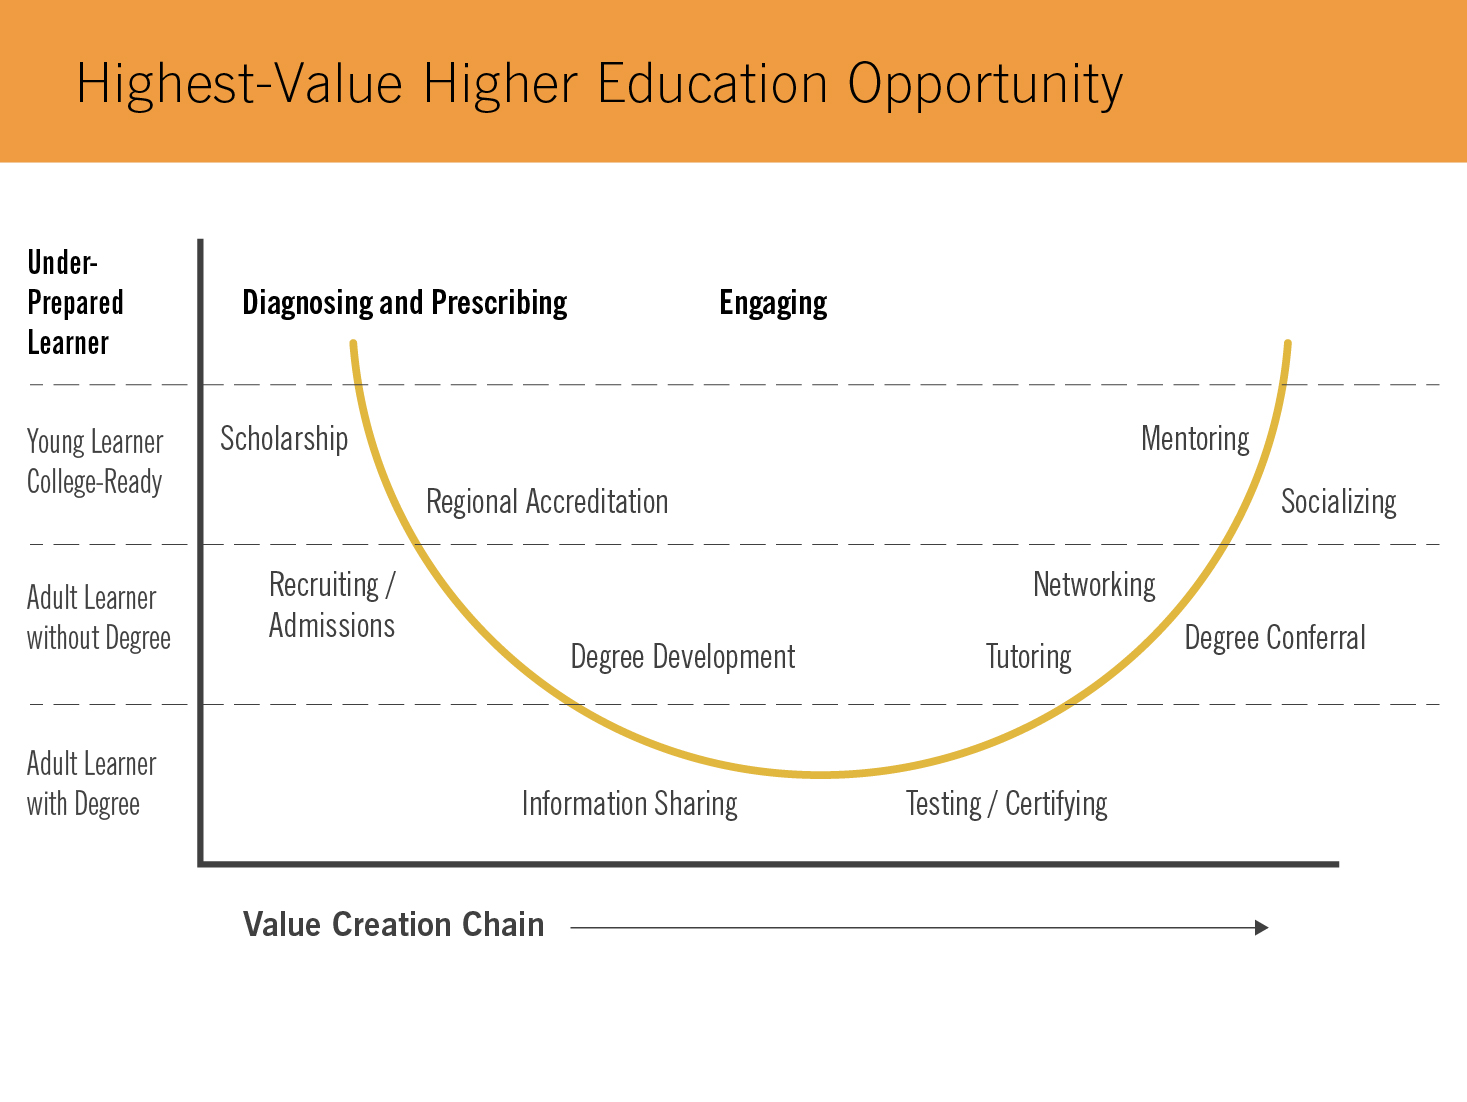 Highest-Value Higher Education Opportunity
Under-
Prepared
Learner
Diagnosing and Prescribing
Engaging
Young Learner
College-Ready
Scholarship
Mentoring
Regional Accreditation
Socializing
Adult Learner
without Degree
Recruiting /
Admissions
Networking
Degree Development
Tutoring
Degree Conferral
Adult Learner
with Degree
Information Sharing
Testing / Certifying
Value Creation Chain